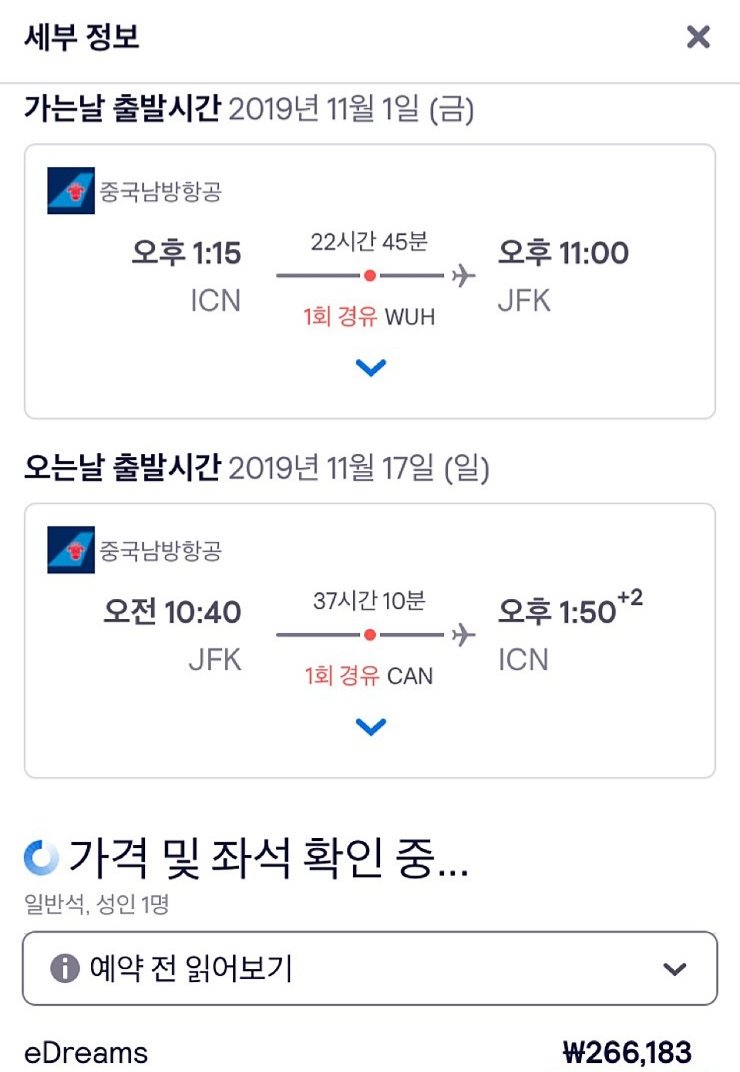 세부 정보
가는날 출발시간 2019년 11월 1일 (금)
중국남방항공
오후 1:15 22시간 45분 오후 11:00
ICN 1회 경유 WUH JFK
오는날 출발시간 2019년 11월 17일 (일)
중국남방항공
오전 10:40 37시간 10분 오후 1:50+2
JFK 1회 경유 CAN ICN
가격 및 좌석 확인 중...
일반석, 성인 1명
예약 전 읽어보기
eDreams ₩266,183